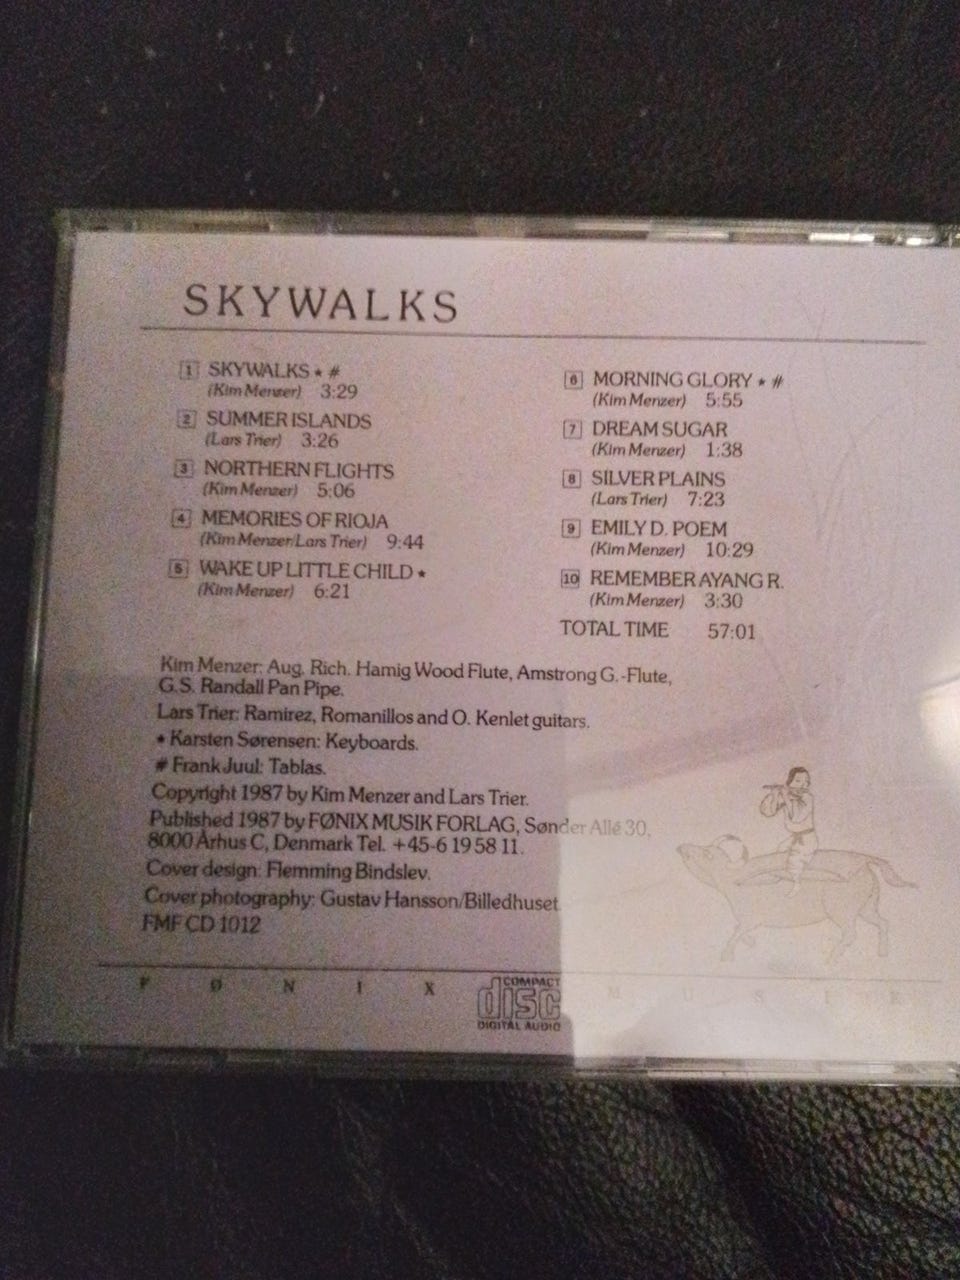 SKYWALKS
1 SKYWALKS ★ #
(Kim Menzer) 3:29
2 SUMMER ISLANDS
(Lars Trier) 3:26
3 NORTHERN FLIGHTS
(Kim Menzer) 5:06
4 MEMORIES OF RIOJA
(Kim Menzer/Lars Trier) 9:44
5 WAKE UP LITTLE CHILD ★
(Kim Menzer) 6:21
6 MORNING GLORY ★ #
(Kim Menzer) 5:55
7 DREAM SUGAR
(Kim Menzer) 1:38
8 SILVER PLAINS
(Lars Trier) 7:23
9 EMILY D. POEM
(Kim Menzer) 10:29
10 REMEMBER AYANG R.
(Kim Menzer) 3:30
TOTAL TIME 57:01
Kim Menzer: Aug. Rich. Hamig Wood Flute, Amstrong G.-Flute,
G.S. Randall Pan Pipe.
Lars Trier: Ramirez, Romanillos and O. Kenlet guitars.
★ Karsten Sørensen: Keyboards.
# Frank Juul: Tablas.
Copyright 1987 by Kim Menzer and Lars Trier.
Published 1987 by FØNIX MUSIK FORLAG, Sønder Allé 30,
8000 Århus C, Denmark Tel. +45-6 19 58 11.
Cover design: Flemming Bindslev.
Cover photography: Gustav Hansson/Billedhuset.
FMF CD 1012
FØNIX COMPACT disc DIGITAL AUDIO MUSIK